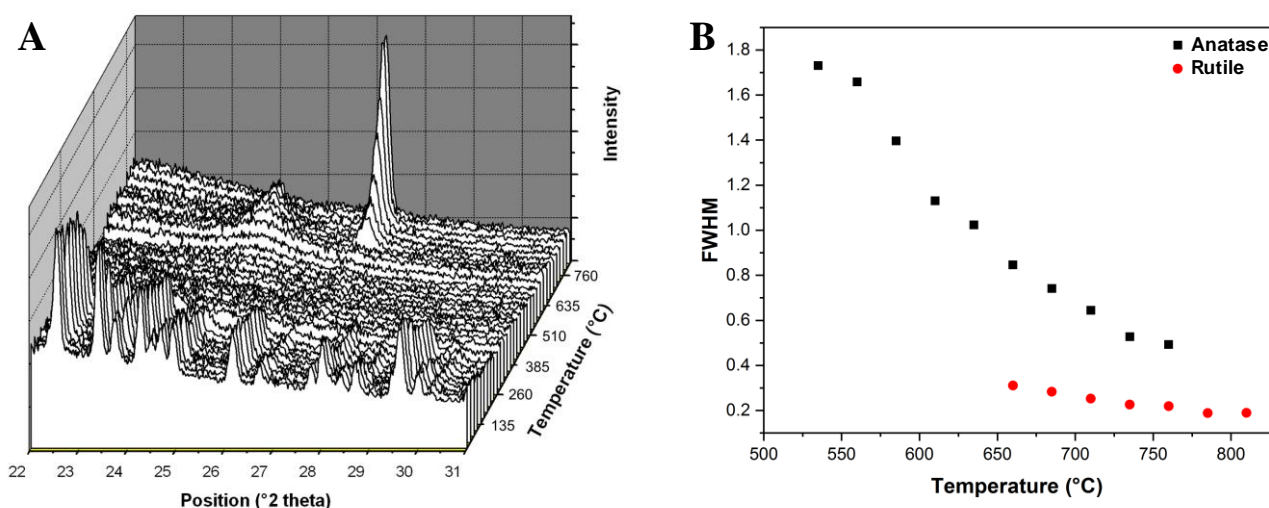 A
Intensity
760
635
510
385
260
135
Temperature (°C)
22 23 24 25 26 27 28 29 30 31
Position (°2 theta)
B
Anatase
Rutile
1.8
1.6
1.4
1.2
1.0
0.8
0.6
0.4
0.2
FWHM
500 550 600 650 700 750 800
Temperature (°C)